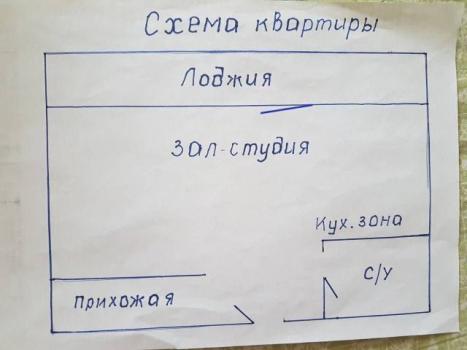 Схема квартиры
Лоджия
Зал-студия
Кух. зона
С/У
Прихожая